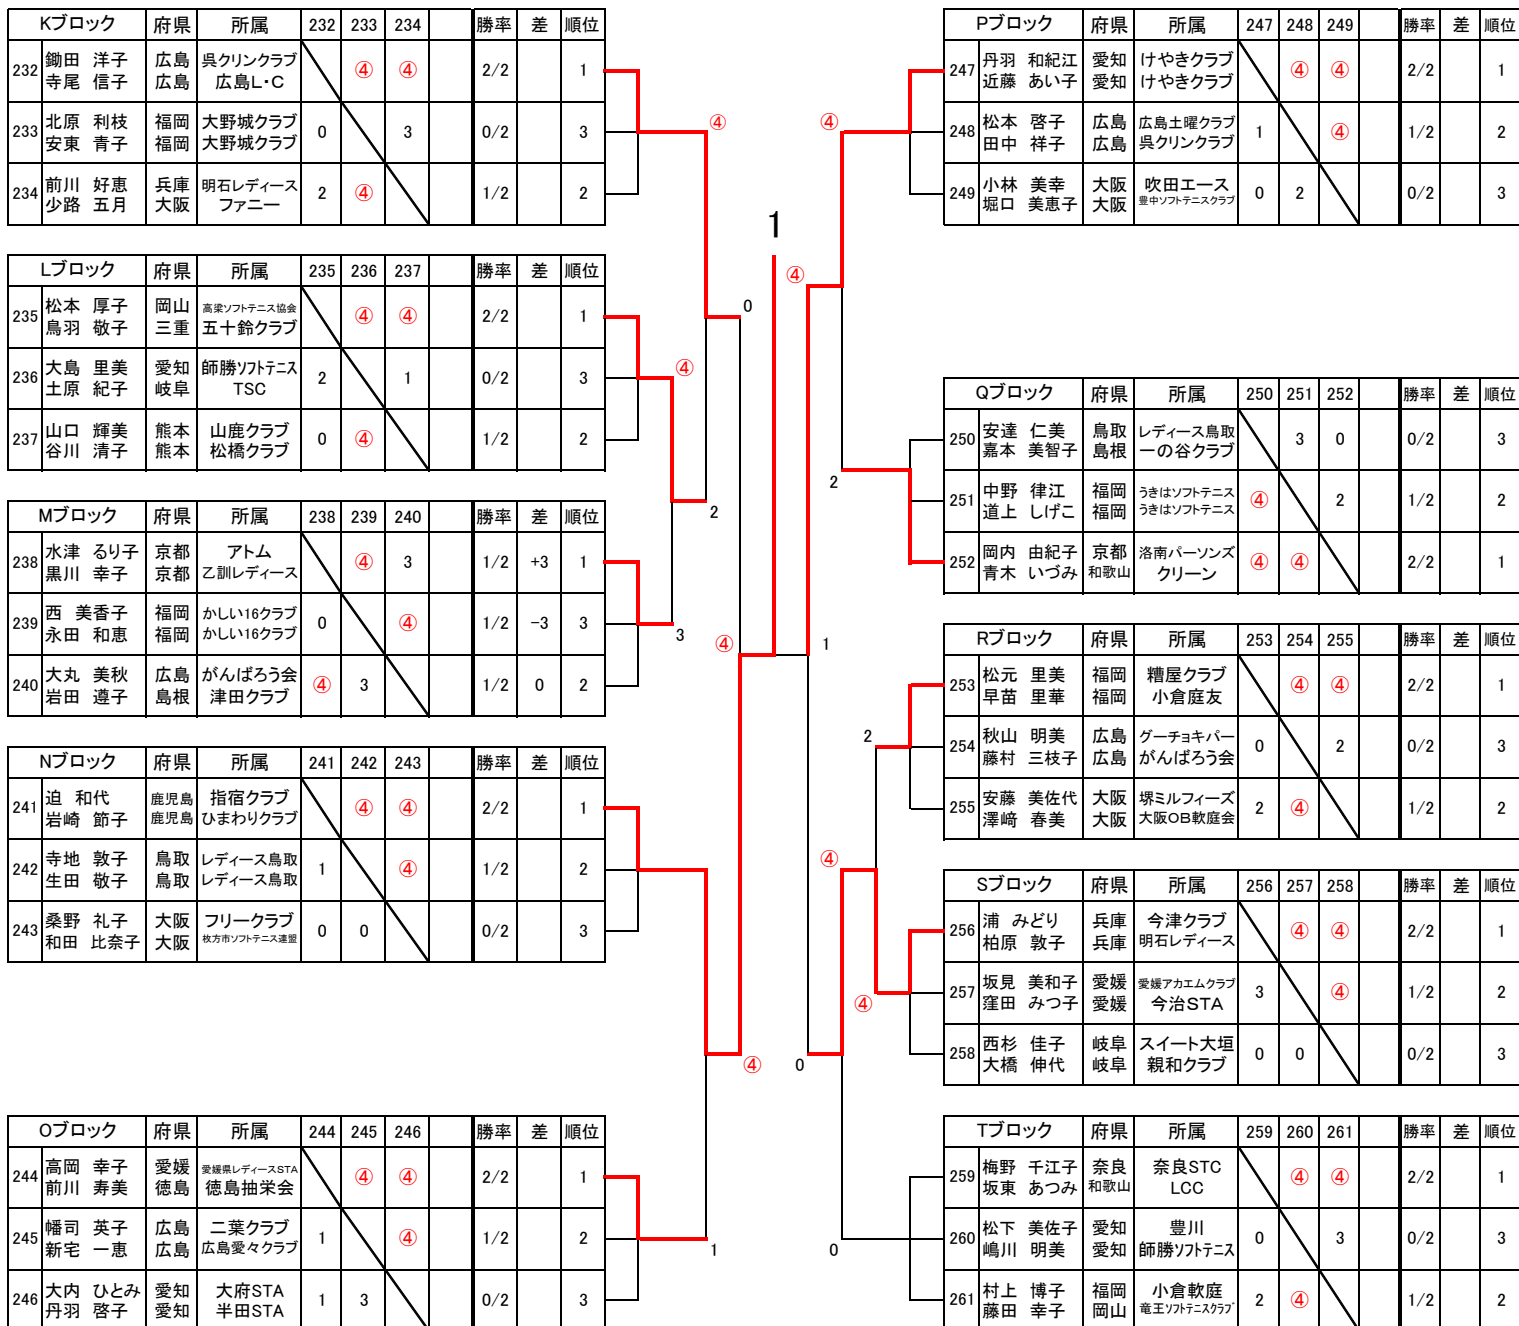 Kブロック 府県 所属 232 233 234 勝率 差 順位
232 鋤田 洋子 広島 呉クリンクラブ ④ ④ 2/2 1
寺尾 信子 広島 広島L・C
233 北原 利枝 福岡 大野城クラブ 0 3 0/2 3
安東 青子 福岡 大野城クラブ
234 前川 好恵 兵庫 明石レディース 2 ④ 1/2 2
少路 五月 大阪 ファニー
Lブロック 府県 所属 235 236 237 勝率 差 順位
235 松本 厚子 岡山 高梁ソフトテニス協会 ④ ④ 2/2 1
鳥羽 敬子 三重 五十鈴クラブ
236 大島 里美 愛知 師勝ソフトテニス 2 1 0/2 3
土原 紀子 岐阜 TSC
237 山口 輝美 熊本 山鹿クラブ 0 ④ 1/2 2
谷川 清子 熊本 松橋クラブ
Mブロック 府県 所属 238 239 240 勝率 差 順位
238 水津 るり子 京都 アトム ④ 3 1/2 +3 1
黒川 幸子 京都 乙訓レディース
239 西 美香子 福岡 かしい16クラブ 0 ④ 1/2 −3 3
永田 和恵 福岡 かしい16クラブ
240 大丸 美秋 広島 がんばろう会 ④ 3 1/2 0 2
岩田 遵子 島根 津田クラブ
Nブロック 府県 所属 241 242 243 勝率 差 順位
241 迫 和代 鹿児島 指宿クラブ ④ ④ 2/2 1
岩崎 節子 鹿児島 ひまわりクラブ
242 寺地 敦子 鳥取 レディース鳥取 1 ④ 1/2 2
生田 敬子 鳥取 レディース鳥取
243 桑野 礼子 大阪 フリークラブ 0 0 0/2 3
和田 比奈子 大阪 枚方市ソフトテニス連盟
Oブロック 府県 所属 244 245 246 勝率 差 順位
244 高岡 幸子 愛媛 愛媛県レディースSTA ④ ④ 2/2 1
前川 寿美 徳島 徳島抽栄会
245 幡司 英子 広島 二葉クラブ 1 ④ 1/2 2
新宅 一恵 広島 広島愛々クラブ
246 大内 ひとみ 愛知 大府STA 1 3 0/2 3
丹羽 啓子 愛知 半田STA
④
0
④
2
3
④
④
1
1
④
④
2
1
2
④
④
0
0
Pブロック 府県 所属 247 248 249 勝率 差 順位
247 丹羽 和紀江 愛知 けやきクラブ ④ ④ 2/2 1
近藤 あい子 愛知 けやきクラブ
248 松本 啓子 広島 広島土曜クラブ 1 ④ 1/2 2
田中 祥子 広島 呉クリンクラブ
249 小林 美幸 大阪 吹田エース 0 2 0/2 3
堀口 美恵子 大阪 豊中ソフトテニスクラブ
Qブロック 府県 所属 250 251 252 勝率 差 順位
250 安達 仁美 鳥取 レディース鳥取 3 0 0/2 3
嘉本 美智子 島根 一の谷クラブ
251 中野 律江 福岡 うきはソフトテニス ④ 2 1/2 2
道上 しげこ 福岡 うきはソフトテニス
252 岡内 由紀子 京都 洛南パーソンズ ④ ④ 2/2 1
青木 いづみ 和歌山 クリーン
Rブロック 府県 所属 253 254 255 勝率 差 順位
253 松元 里美 福岡 糟屋クラブ ④ ④ 2/2 1
早苗 里華 福岡 小倉庭友
254 秋山 明美 広島 グーチョキパー 0 2 0/2 3
藤村 三枝子 広島 がんばろう会
255 安藤 美佐代 大阪 堺ミルフィーズ 2 ④ 1/2 2
澤﨑 春美 大阪 大阪OB軟庭会
Sブロック 府県 所属 256 257 258 勝率 差 順位
256 浦 みどり 兵庫 今津クラブ ④ ④ 2/2 1
柏原 敦子 兵庫 明石レディース
257 坂見 美和子 愛媛 愛媛アカエムクラブ 3 ④ 1/2 2
窪田 みつ子 愛媛 今治STA
258 西杉 佳子 岐阜 スイート大垣 0 0 0/2 3
大橋 伸代 岐阜 親和クラブ
Tブロック 府県 所属 259 260 261 勝率 差 順位
259 梅野 千江子 奈良 奈良STC ④ ④ 2/2 1
坂東 あつみ 和歌山 LCC
260 松下 美佐子 愛知 豊川 0 3 0/2 3
嶋川 明美 愛知 師勝ソフトテニス
261 村上 博子 福岡 小倉軟庭 2 ④ 1/2 2
藤田 幸子 岡山 竜王ソフトテニスクラブ